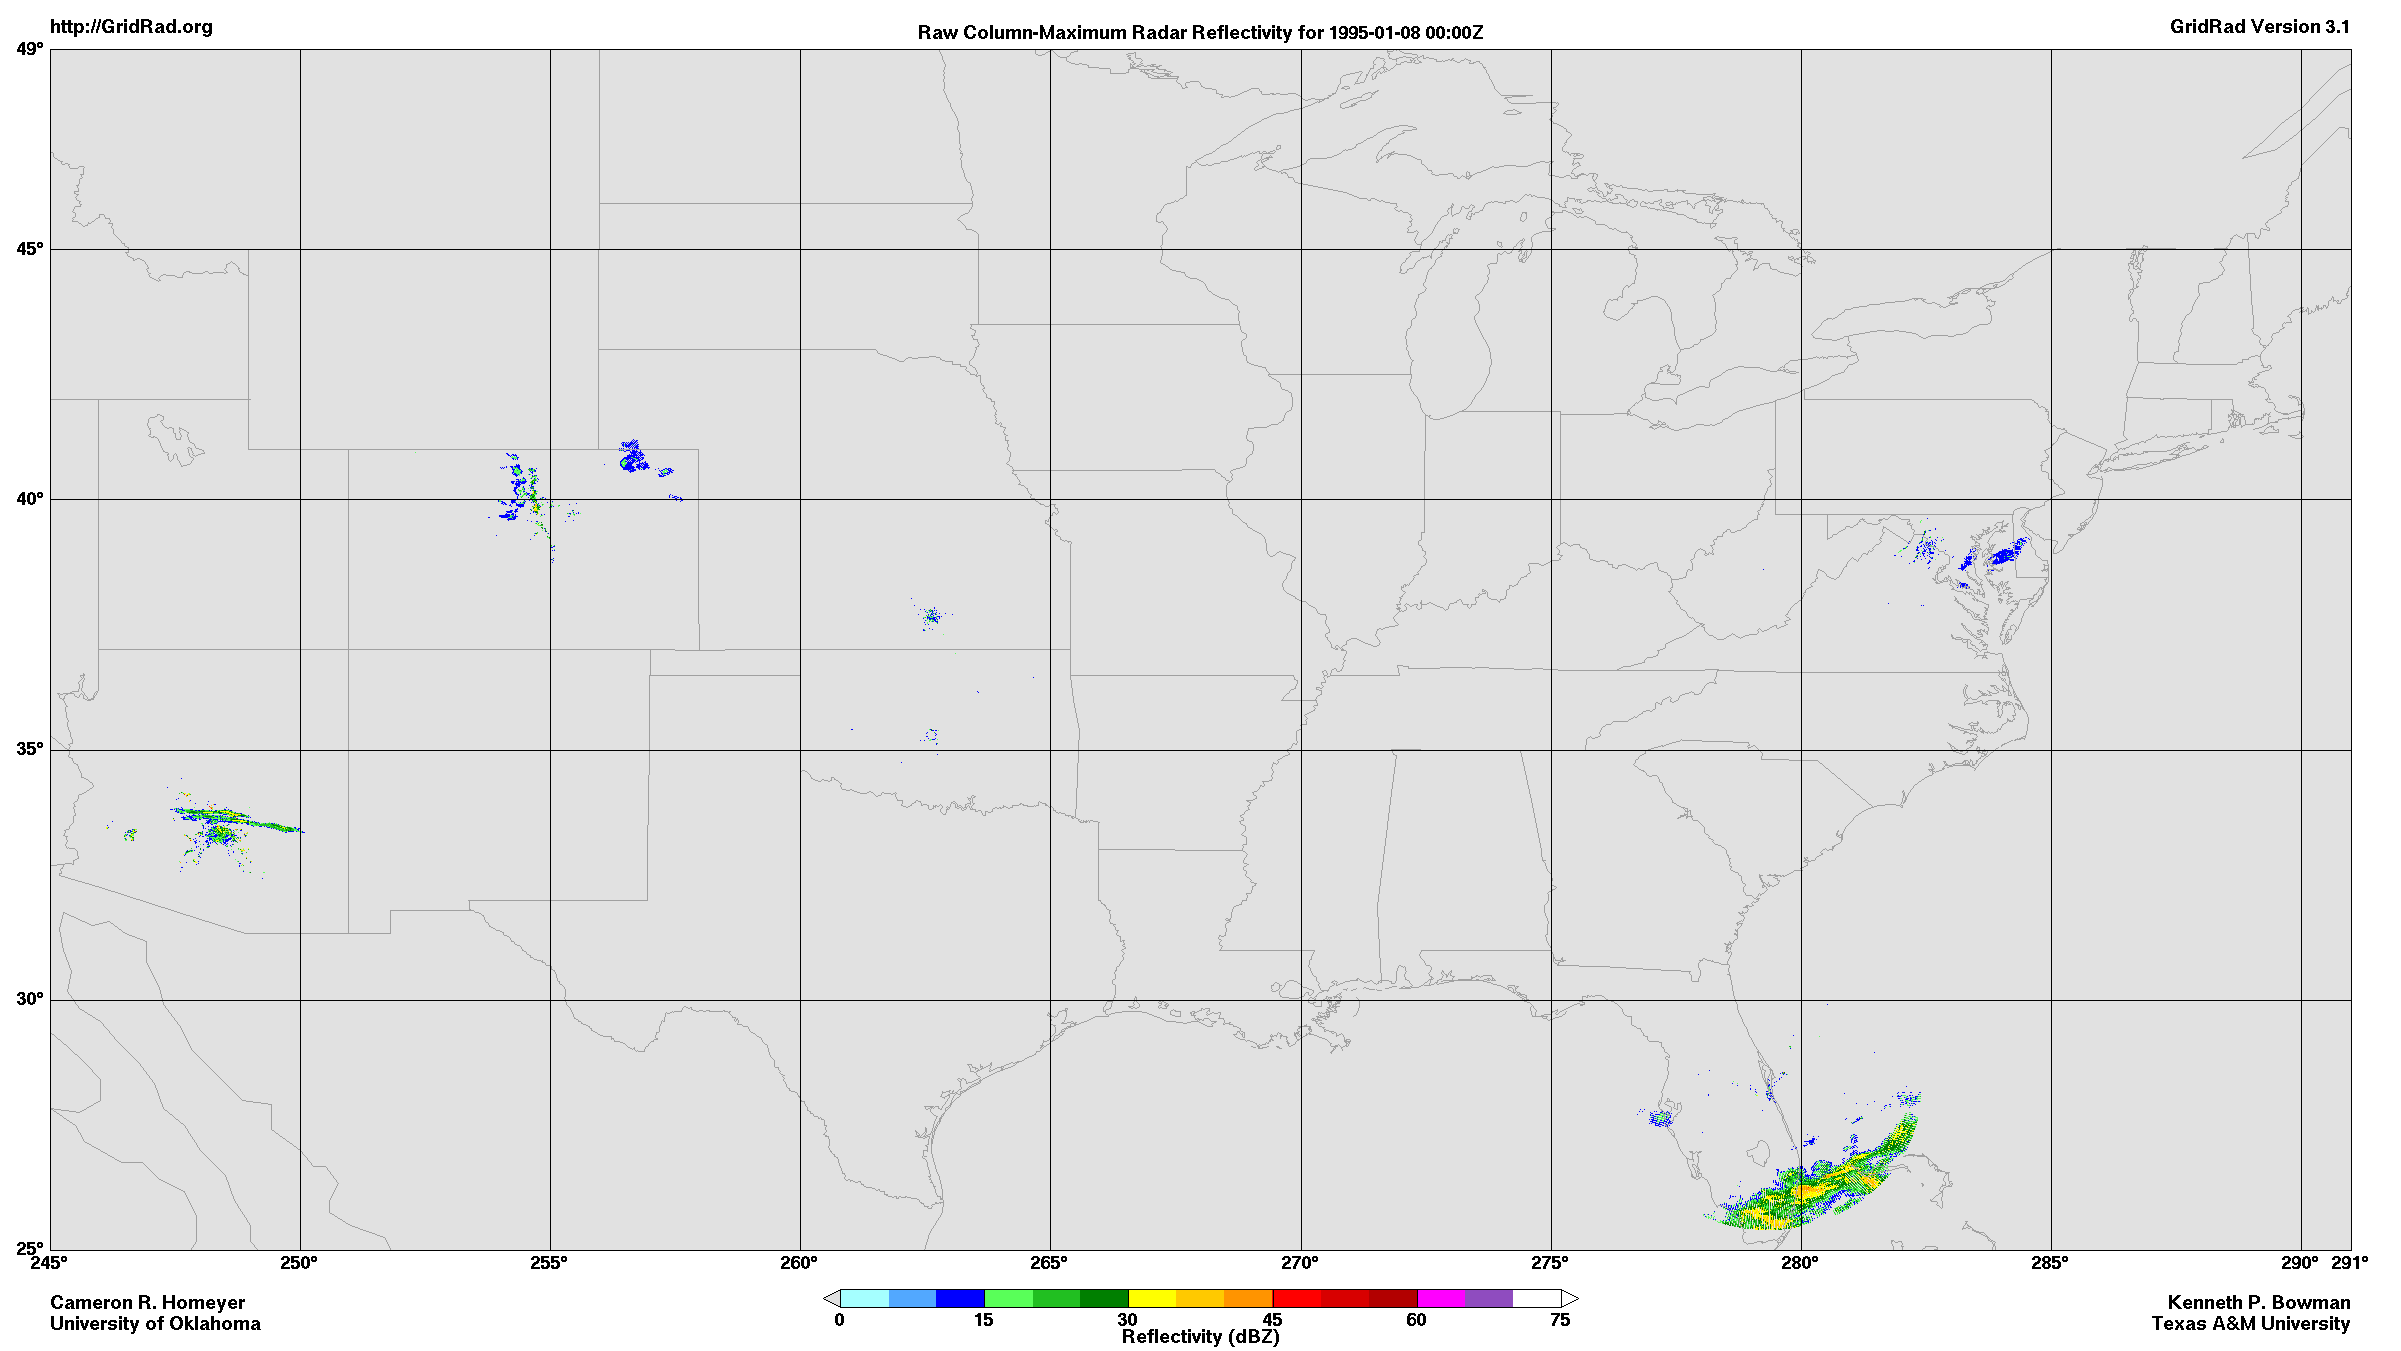 http://GridRad.org
Raw Column-Maximum Radar Reflectivity for 1995-01-08 00:00Z
GridRad Version 3.1
49°
45°
40°
35°
30°
25°
245° 250° 255° 260° 265° 270° 275° 280° 285° 290° 291°
Cameron R. Homeyer
University of Oklahoma
0 15 30 45 60 75
Reflectivity (dBZ)
Kenneth P. Bowman
Texas A&M University